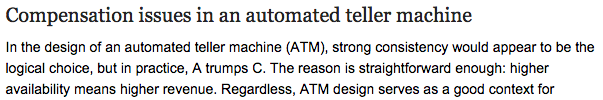 Compensation issues in an automated teller machine
In the design of an automated teller machine (ATM), strong consistency would appear to be the
logical choice, but in practice, A trumps C. The reason is straightforward enough: higher
availability means higher revenue. Regardless, ATM design serves as a good context for